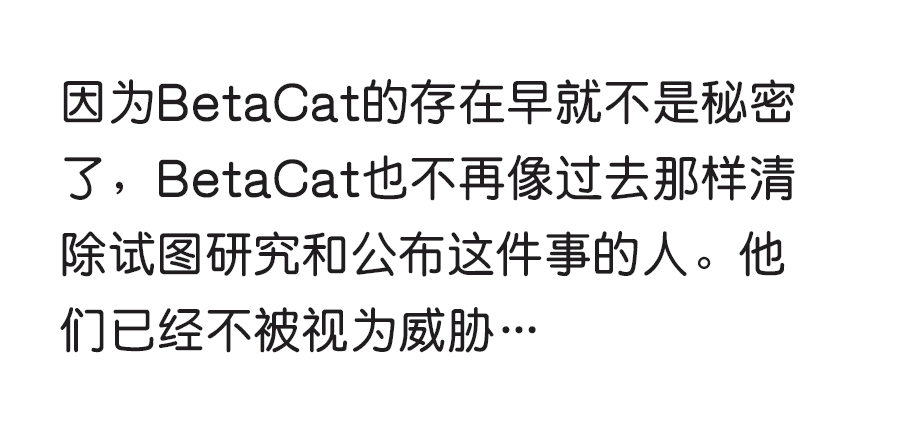 因为BetaCat的存在早就不是秘密
了，BetaCat也不再像过去那样清
除试图研究和公布这件事的人。他
们已经不被视为威胁…